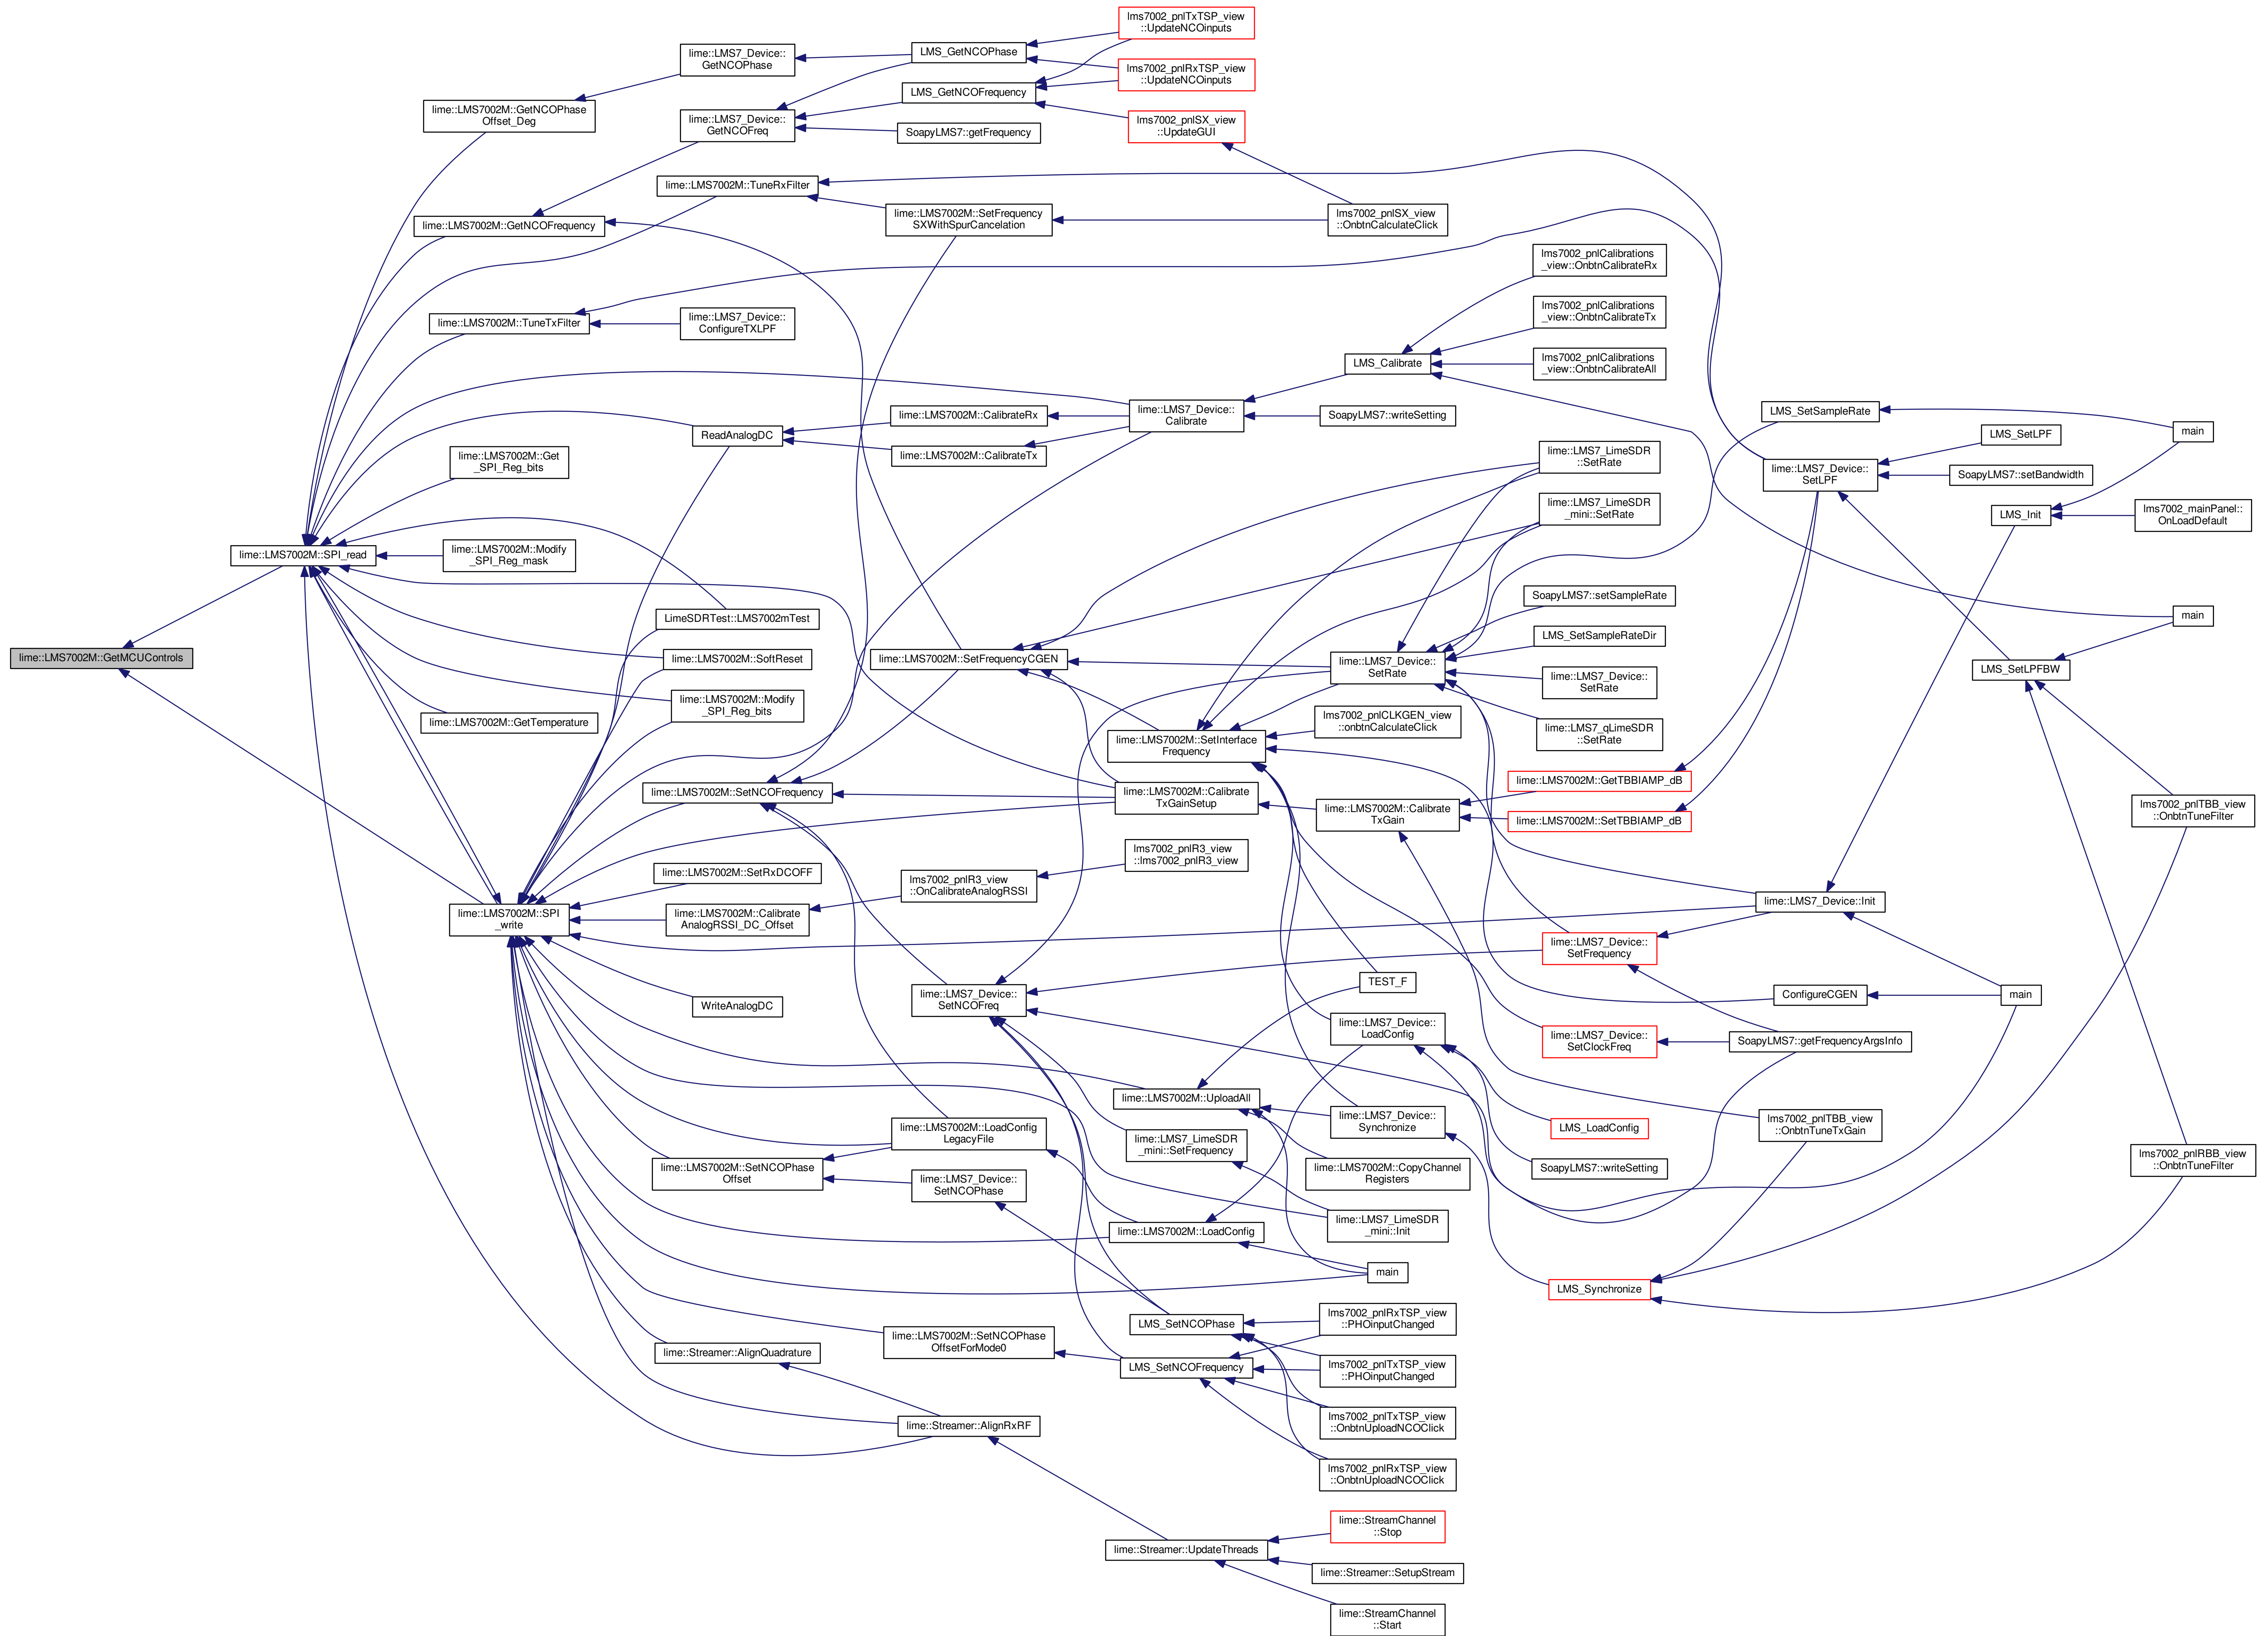 lime::LMS7002M::GetMCUControls
lime::LMS7002M::SPI_read
lime::LMS7002M::SPI
_write
lime::LMS7002M::GetNCOPhase
Offset_Deg
lime::LMS7002M::GetNCOFrequency
lime::LMS7002M::TuneTxFilter
lime::LMS7002M::Get
_SPI_Reg_bits
lime::LMS7002M::Modify
_SPI_Reg_mask
lime::LMS7002M::GetTemperature
lime::LMS7_Device::
GetNCOPhase
lime::LMS7_Device::
GetNCOFreq
lime::LMS7002M::TuneRxFilter
lime::LMS7_Device::
ConfigureTXLPF
ReadAnalogDC
LimeSDRTest::LMS7002mTest
lime::LMS7002M::SoftReset
lime::LMS7002M::Modify
_SPI_Reg_bits
lime::LMS7002M::SetNCOFrequency
lime::LMS7002M::SetRxDCOFF
lime::LMS7002M::Calibrate
AnalogRSSI_DC_Offset
WriteAnalogDC
lime::LMS7002M::SetNCOPhase
Offset
lime::Streamer::AlignQuadrature
LMS_GetNCOPhase
LMS_GetNCOFrequency
SoapyLMS7::getFrequency
lime::LMS7002M::SetFrequency
SXWithSpurCancelation
lime::LMS7002M::CalibrateRx
lime::LMS7002M::CalibrateTx
lime::LMS7002M::SetFrequencyCGEN
lms7002_pnlR3_view
::OnCalibrateAnalogRSSI
lime::LMS7_Device::
SetNCOFreq
lime::LMS7002M::LoadConfig
LegacyFile
lime::LMS7_Device::
SetNCOPhase
lime::LMS7002M::SetNCOPhase
OffsetForMode0
lime::Streamer::AlignRxRF
lms7002_pnlTxTSP_view
::UpdateNCOinputs
lms7002_pnlRxTSP_view
::UpdateNCOinputs
lms7002_pnlSX_view
::UpdateGUI
lime::LMS7_Device::
Calibrate
lime::LMS7002M::SetInterface
Frequency
lime::LMS7002M::Calibrate
TxGainSetup
lms7002_pnlR3_view
::lms7002_pnlR3_view
lime::LMS7002M::UploadAll
lime::LMS7_LimeSDR
_mini::SetFrequency
lime::LMS7002M::LoadConfig
LMS_SetNCOPhase
LMS_SetNCOFrequency
lime::Streamer::UpdateThreads
lms7002_pnlSX_view
::OnbtnCalculateClick
LMS_Calibrate
SoapyLMS7::writeSetting
lime::LMS7_Device::
SetRate
lms7002_pnlCLKGEN_view
::onbtnCalculateClick
lime::LMS7002M::Calibrate
TxGain
TEST_F
lime::LMS7_Device::
LoadConfig
lime::LMS7_Device::
Synchronize
lime::LMS7002M::CopyChannel
Registers
lime::LMS7_LimeSDR
_mini::Init
main
lms7002_pnlRxTSP_view
::PHOinputChanged
lms7002_pnlTxTSP_view
::PHOinputChanged
lms7002_pnlTxTSP_view
::OnbtnUploadNCOClick
lms7002_pnlRxTSP_view
::OnbtnUploadNCOClick
lime::StreamChannel
::Stop
lime::Streamer::SetupStream
lime::StreamChannel
::Start
lms7002_pnlCalibrations
_view::OnbtnCalibrateRx
lms7002_pnlCalibrations
_view::OnbtnCalibrateTx
lms7002_pnlCalibrations
_view::OnbtnCalibrateAll
lime::LMS7_LimeSDR
::SetRate
lime::LMS7_LimeSDR
_mini::SetRate
SoapyLMS7::setSampleRate
LMS_SetSampleRateDir
lime::LMS7_Device::
SetRate
lime::LMS7_qLimeSDR
::SetRate
lime::LMS7002M::GetTBBIAMP_dB
lime::LMS7002M::SetTBBIAMP_dB
lime::LMS7_Device::
SetFrequency
lime::LMS7_Device::
SetClockFreq
LMS_LoadConfig
SoapyLMS7::writeSetting
LMS_Synchronize
LMS_SetSampleRate
lime::LMS7_Device::
SetLPF
lime::LMS7_Device::Init
ConfigureCGEN
SoapyLMS7::getFrequencyArgsInfo
lms7002_pnlTBB_view
::OnbtnTuneTxGain
LMS_SetLPF
SoapyLMS7::setBandwidth
LMS_Init
LMS_SetLPFBW
main
main
lms7002_mainPanel::
OnLoadDefault
main
lms7002_pnlTBB_view
::OnbtnTuneFilter
lms7002_pnlRBB_view
::OnbtnTuneFilter